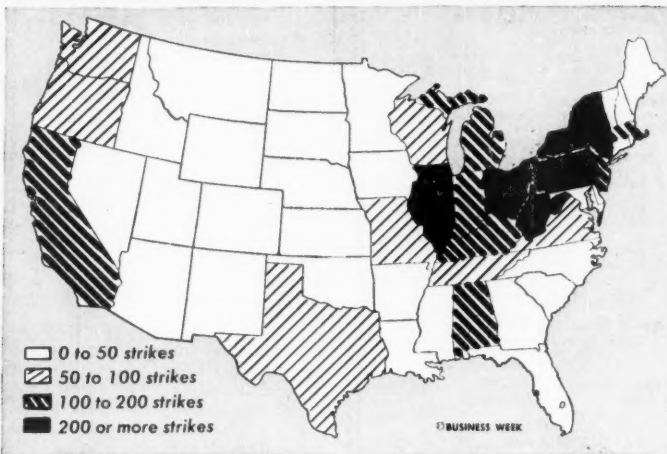 0 to 50 strikes
50 to 100 strikes
100 to 200 strikes
200 or more strikes
©BUSINESS WEEK